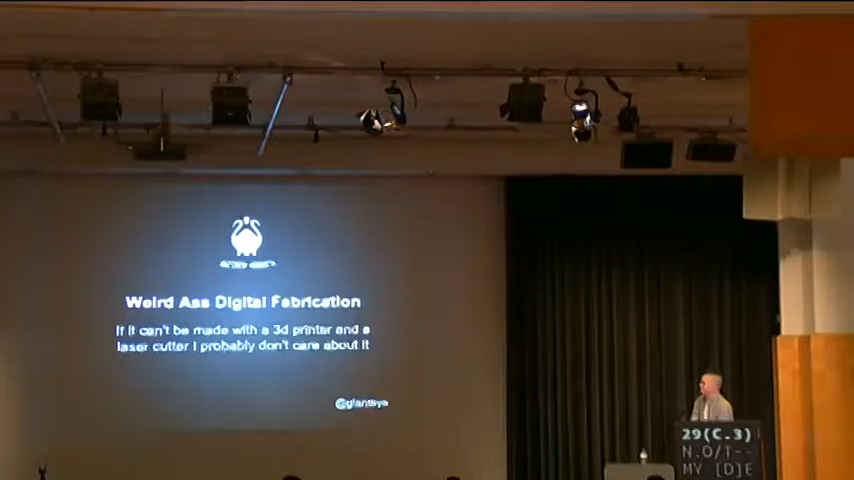 Weird Ass Digital Fabrication
If it can't be made with a 3d printer and a
laser cutter I probably don't care about it
@gianteye
29(C.3)
N.O/T--
MY [D]E